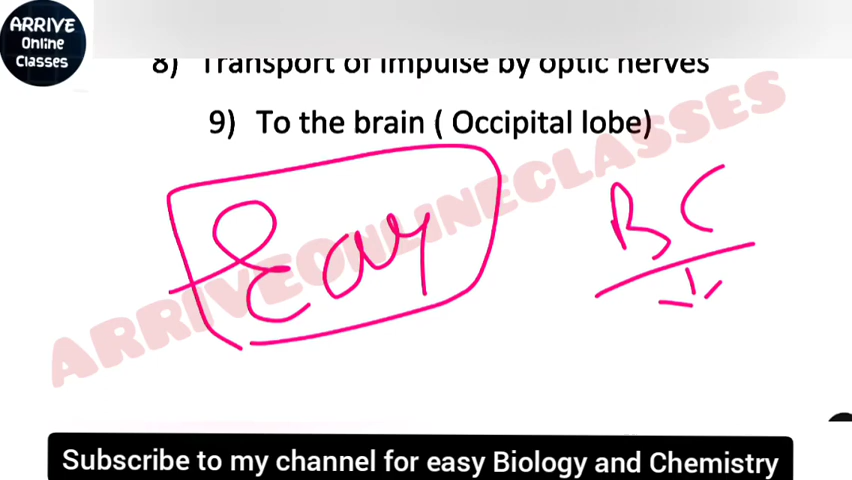 ARRIVE
Online
Classes
8) Transport of impulse by optic nerves
9) To the brain ( Occipital lobe)
ARRIVEONLINECLASSES
BC
Subscribe to my channel for easy Biology and Chemistry